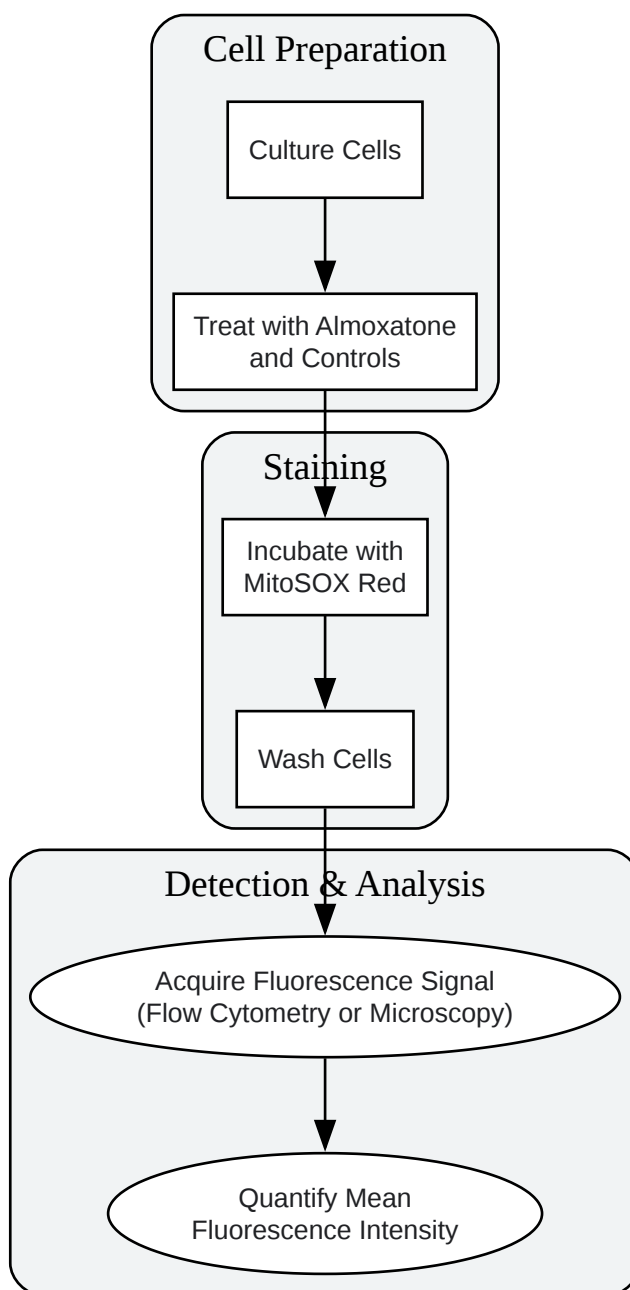 Cell Preparation
Culture Cells
Treat with Almoxatone
and Controls
Staining
Incubate with
MitoSOX Red
Wash Cells
Detection & Analysis
Acquire Fluorescence Signal
(Flow Cytometry or Microscopy)
Quantify Mean
Fluorescence Intensity